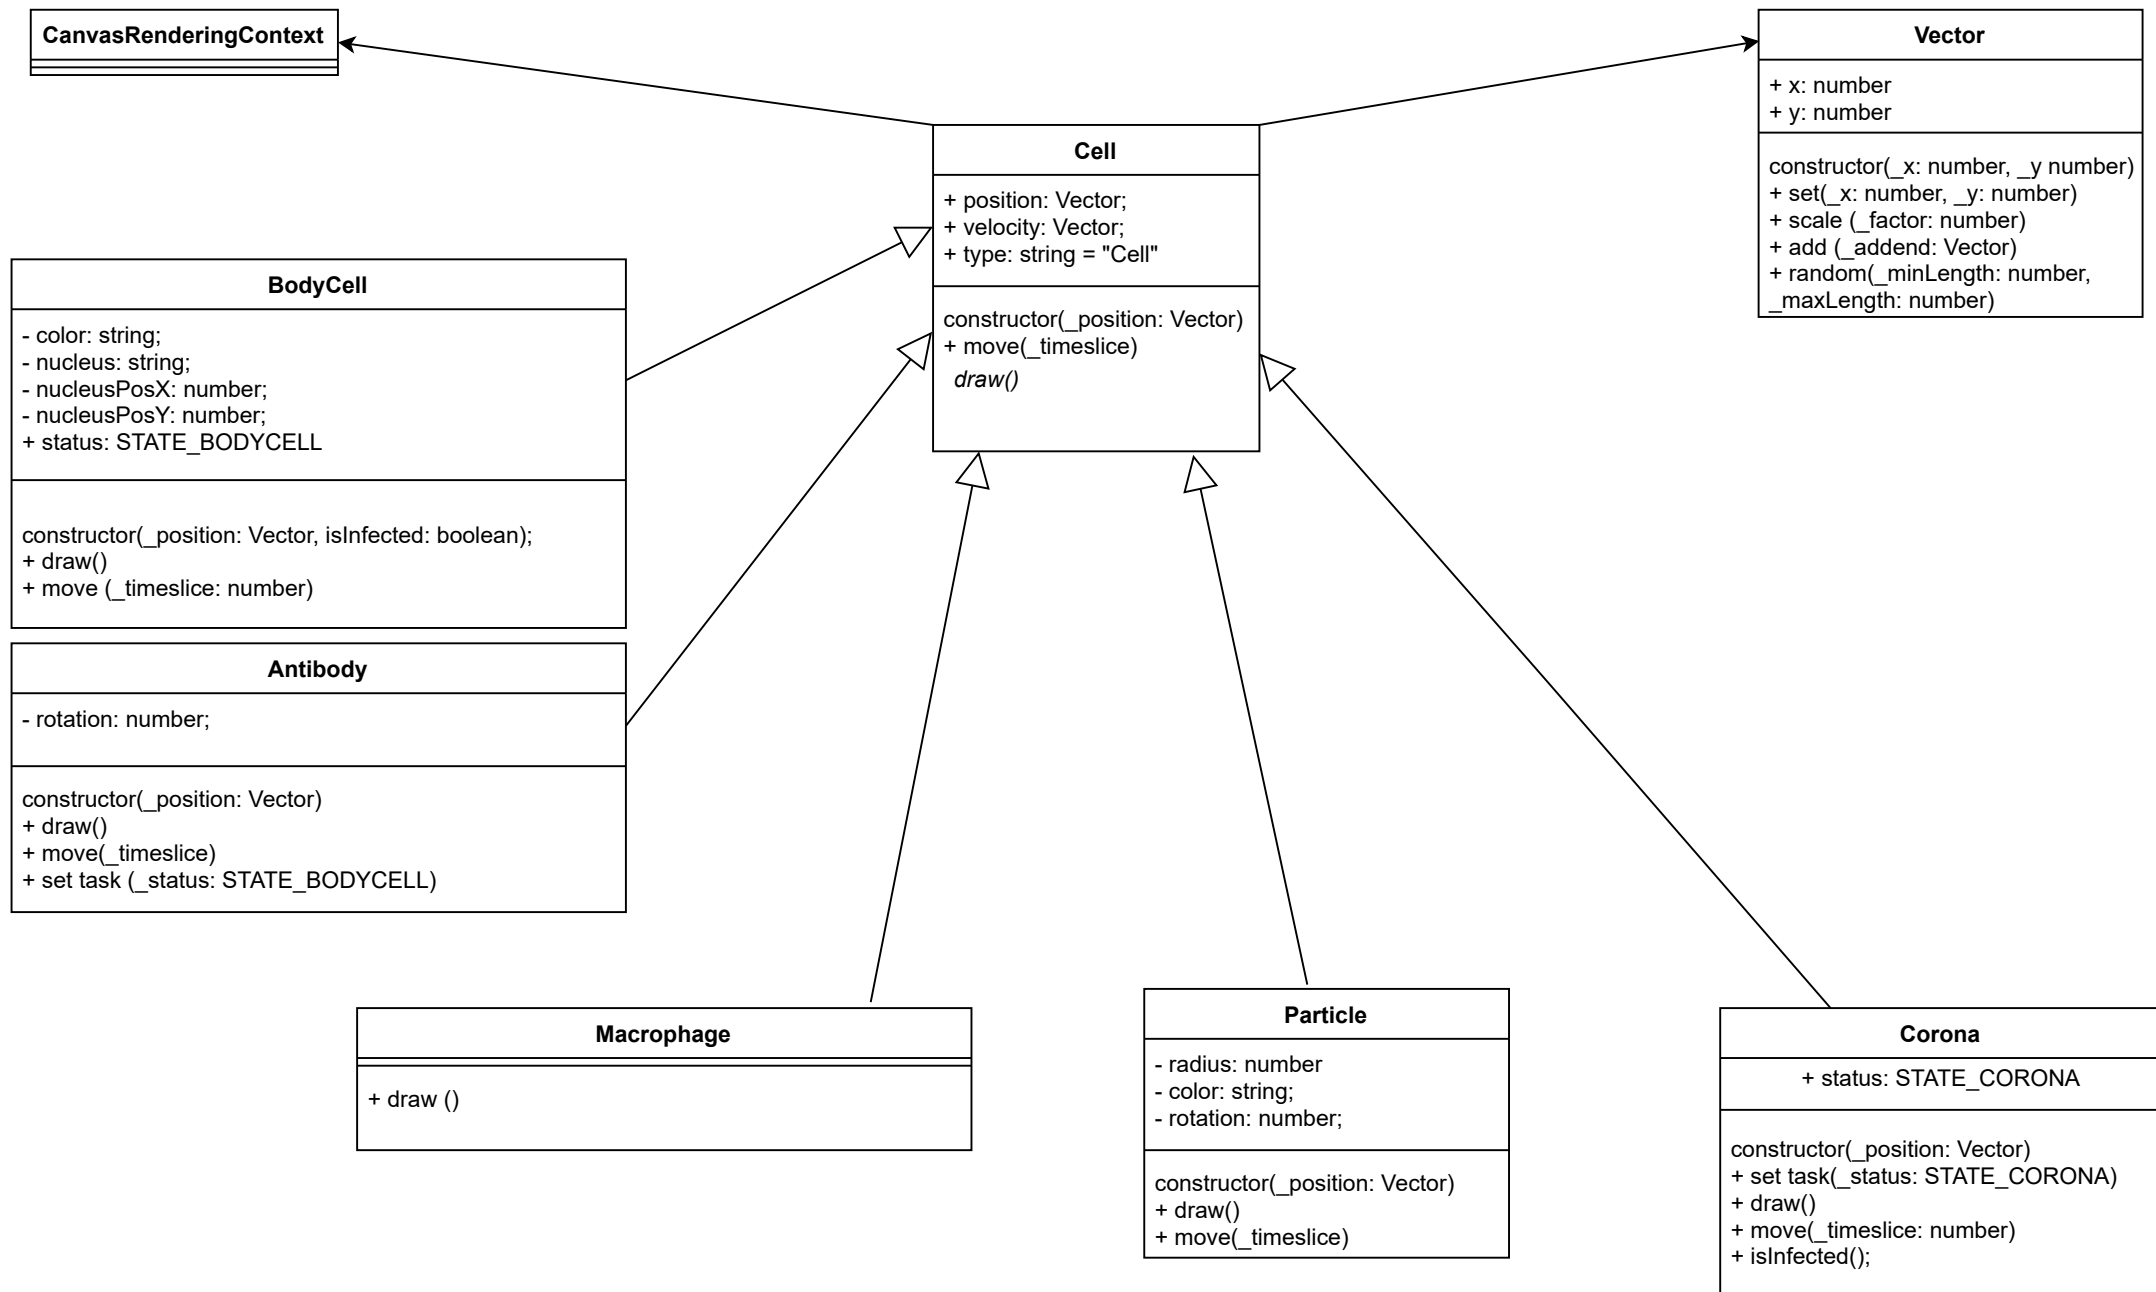 CanvasRenderingContext
Vector
+ x: number
+ y: number
constructor(_x: number, _y number)
+ set(_x: number, _y: number)
+ scale (_factor: number)
+ add (_addend: Vector)
+ random(_minLength: number,
_maxLength: number)
Cell
+ position: Vector;
+ velocity: Vector;
+ type: string = "Cell"
constructor(_position: Vector)
+ move(_timeslice)
draw()
BodyCell
- color: string;
- nucleus: string;
- nucleusPosX: number;
- nucleusPosY: number;
+ status: STATE_BODYCELL
constructor(_position: Vector, isInfected: boolean);
+ draw()
+ move (_timeslice: number)
Antibody
- rotation: number;
constructor(_position: Vector)
+ draw()
+ move(_timeslice)
+ set task (_status: STATE_BODYCELL)
Macrophage
+ draw ()
Particle
- radius: number
- color: string;
- rotation: number;
constructor(_position: Vector)
+ draw()
+ move(_timeslice)
Corona
+ status: STATE_CORONA
constructor(_position: Vector)
+ set task(_status: STATE_CORONA)
+ draw()
+ move(_timeslice: number)
+ isInfected();